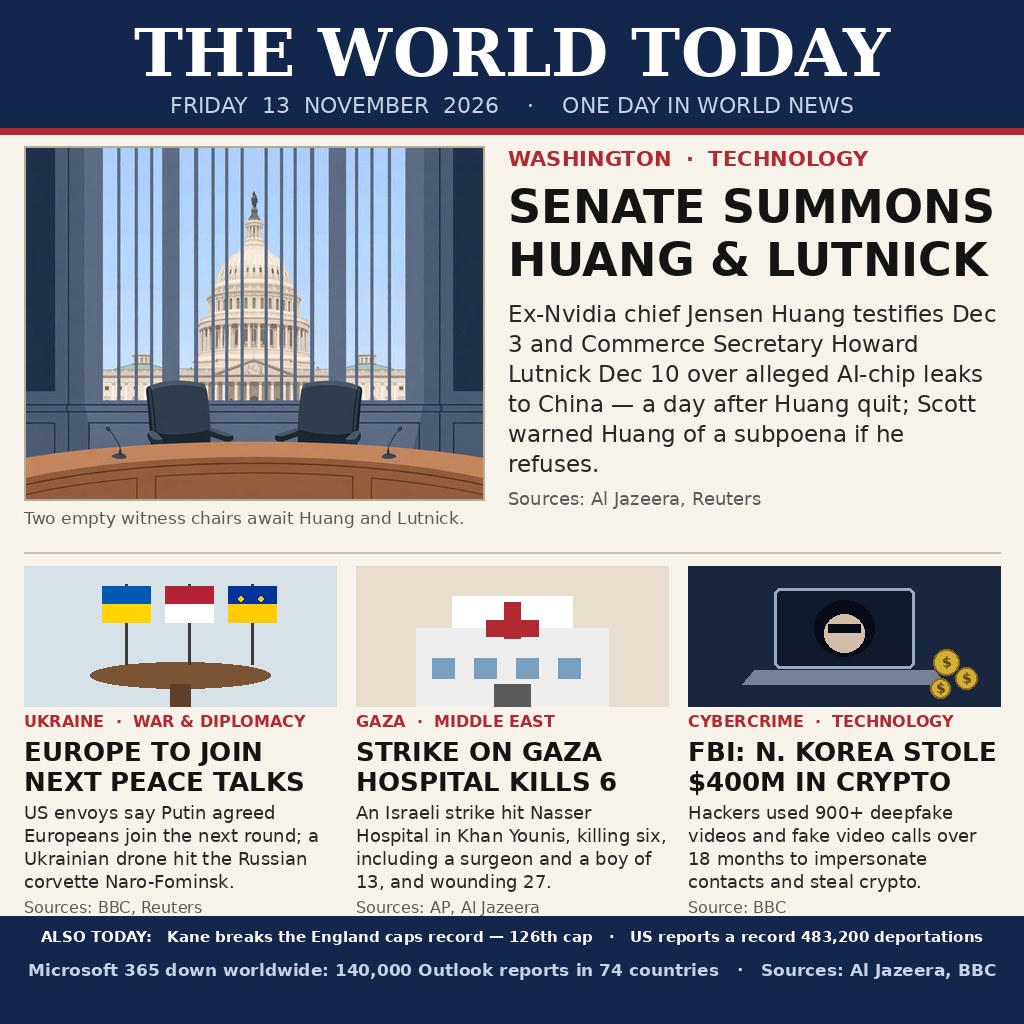 THE WORLD TODAY
FRIDAY 13 NOVEMBER 2026 · ONE DAY IN WORLD NEWS
WASHINGTON · TECHNOLOGY
SENATE SUMMONS
HUANG & LUTNICK
Ex-Nvidia chief Jensen Huang testifies Dec
3 and Commerce Secretary Howard
Lutnick Dec 10 over alleged AI-chip leaks
to China — a day after Huang quit; Scott
warned Huang of a subpoena if he
refuses.
Sources: Al Jazeera, Reuters
Two empty witness chairs await Huang and Lutnick.
UKRAINE · WAR & DIPLOMACY
EUROPE TO JOIN
NEXT PEACE TALKS
US envoys say Putin agreed
Europeans join the next round; a
Ukrainian drone hit the Russian
corvette Naro-Fominsk.
Sources: BBC, Reuters
GAZA · MIDDLE EAST
STRIKE ON GAZA
HOSPITAL KILLS 6
An Israeli strike hit Nasser
Hospital in Khan Younis, killing six,
including a surgeon and a boy of
13, and wounding 27.
Sources: AP, Al Jazeera
$
$
$
CYBERCRIME · TECHNOLOGY
FBI: N. KOREA STOLE
$400M IN CRYPTO
Hackers used 900+ deepfake
videos and fake video calls over
18 months to impersonate
contacts and steal crypto.
Source: BBC
ALSO TODAY: Kane breaks the England caps record — 126th cap · US reports a record 483,200 deportations
Microsoft 365 down worldwide: 140,000 Outlook reports in 74 countries · Sources: Al Jazeera, BBC